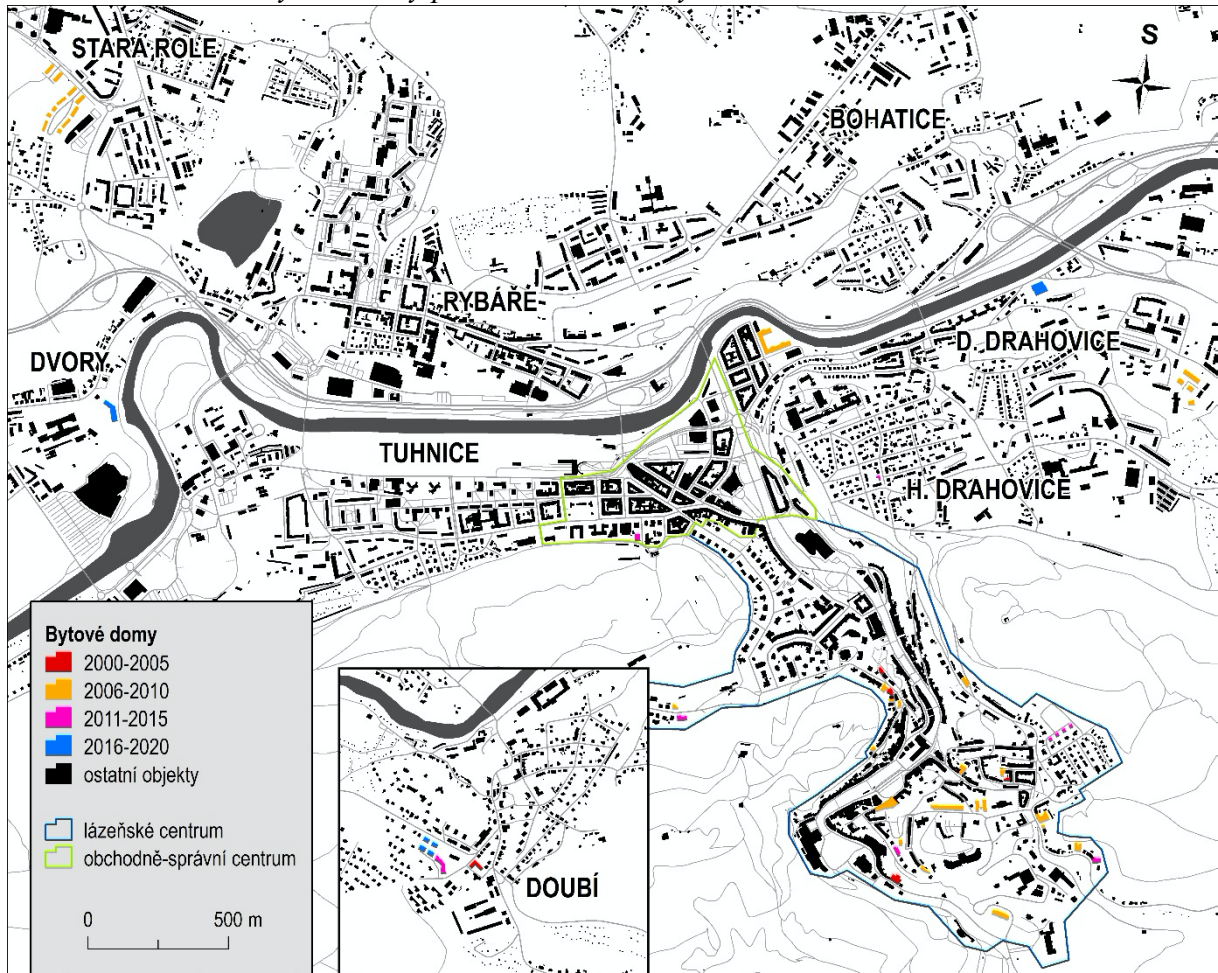 STARA ROLE
S
BOHATICE
RYBÁŘE
DVORY
D. DRAHOVICE
TUHNICE
H. DRAHOVICE
Bytové domy
2000-2005
2006-2010
2011-2015
2016-2020
ostatní objekty
lázeňské centrum
obchodně-správní centrum
0 500 m
DOUBÍ